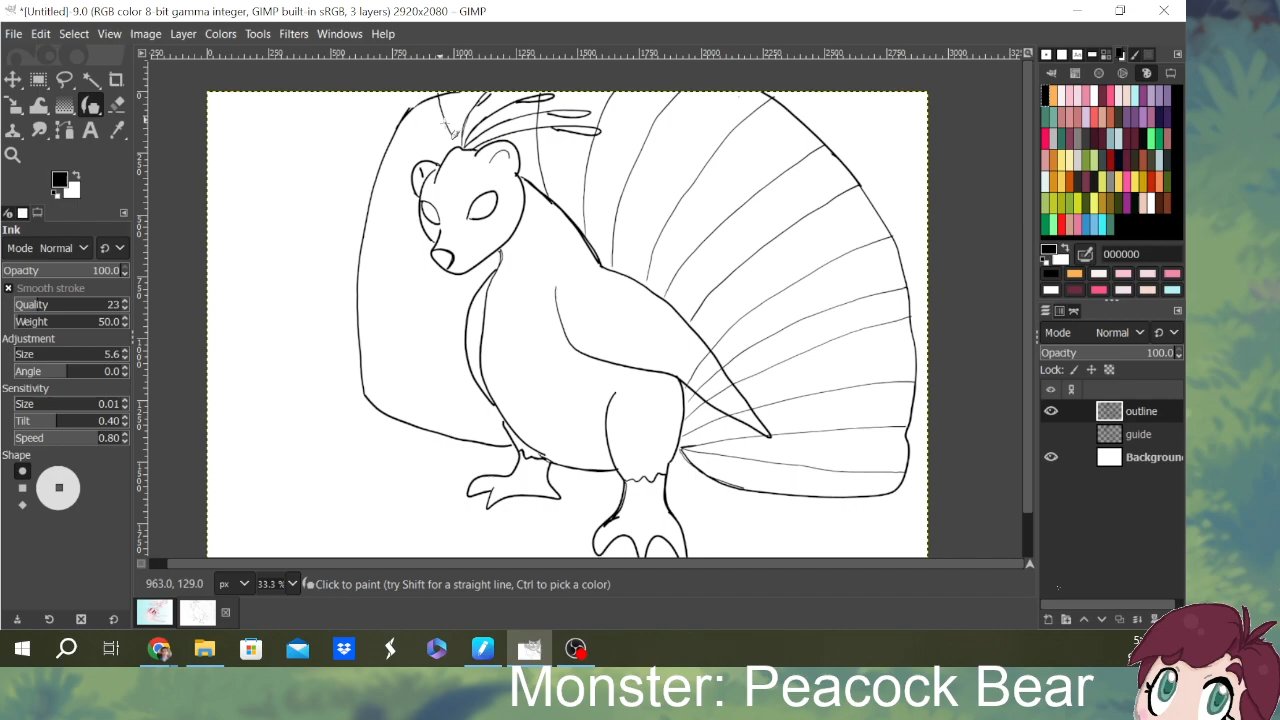 *[Untitled]-9.0 (RGB color 8-bit gamma integer, GIMP built-in sRGB, 3 layers) 2920x2080 – GIMP
File Edit Select View Image Layer Colors Tools Filters Windows Help
Ink
Mode Normal
Opacity 100.0
Smooth stroke
Quality 23
Weight 50.0
Adjustment
Size 5.6
Angle 0.0
Sensitivity
Size 0.01
Tilt 0.40
Speed 0.80
Shape
000000
Mode Normal
Opacity 100.0
Lock:
outline
guide
Backgroun
963.0, 129.0 px 33.3 % Click to paint (try Shift for a straight line, Ctrl to pick a color)
Monster: Peacock Bear